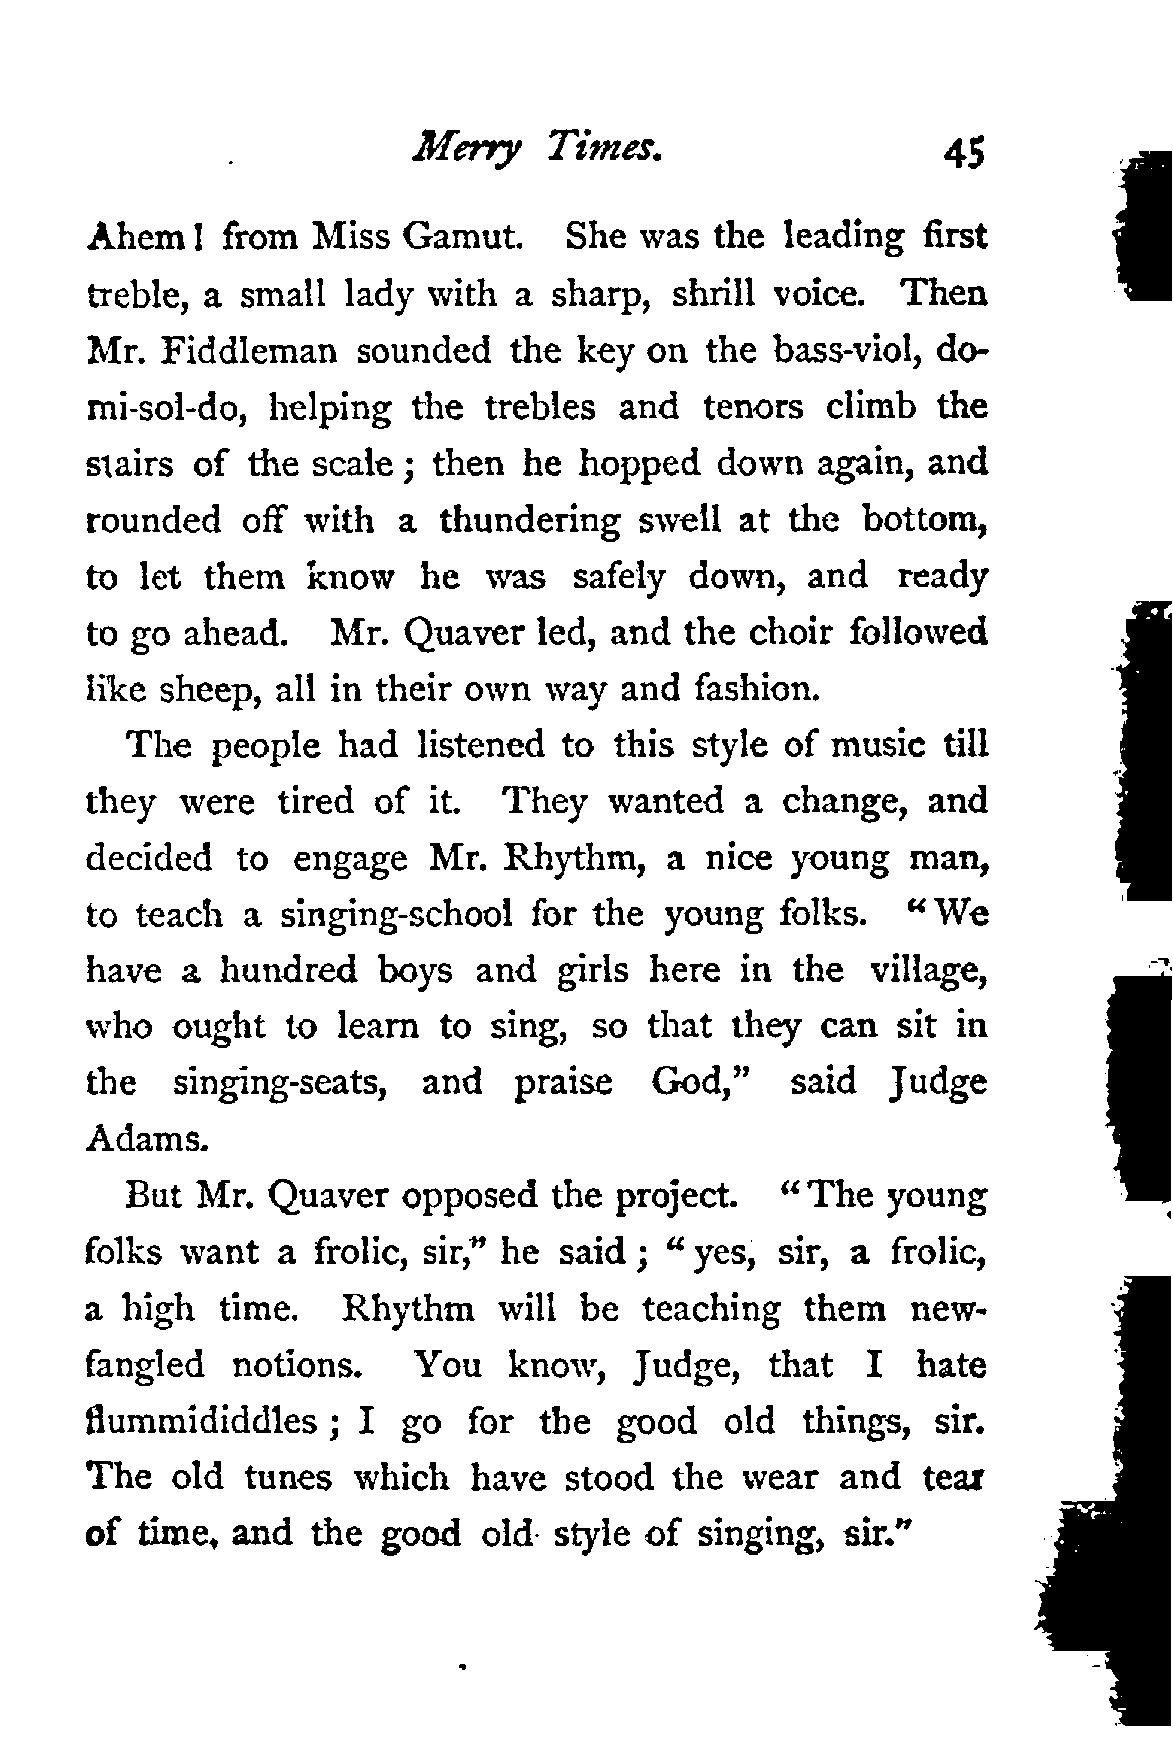 Merry Times. 45
Ahem! from Miss Gamut. She was the leading first
treble, a small lady with a sharp, shrill voice. Then
Mr. Fiddleman sounded the key on the bass-viol, do-
mi-sol-do, helping the trebles and tenors climb the
stairs of the scale; then he hopped down again, and
rounded off with a thundering swell at the bottom,
to let them know he was safely down, and ready
to go ahead. Mr. Quaver led, and the choir followed
like sheep, all in their own way and fashion.
The people had listened to this style of music till
they were tired of it. They wanted a change, and
decided to engage Mr. Rhythm, a nice young man,
to teach a singing-school for the young folks. "We
have a hundred boys and girls here in the village,
who ought to learn to sing, so that they can sit in
the singing-seats, and praise God," said Judge
Adams.
But Mr. Quaver opposed the project. "The young
folks want a frolic, sir," he said; "yes, sir, a frolic,
a high time. Rhythm will be teaching them new-
fangled notions. You know, Judge, that I hate
flummididdles; I go for the good old things, sir.
The old tunes which have stood the wear and tear
of time, and the good old style of singing, sir."